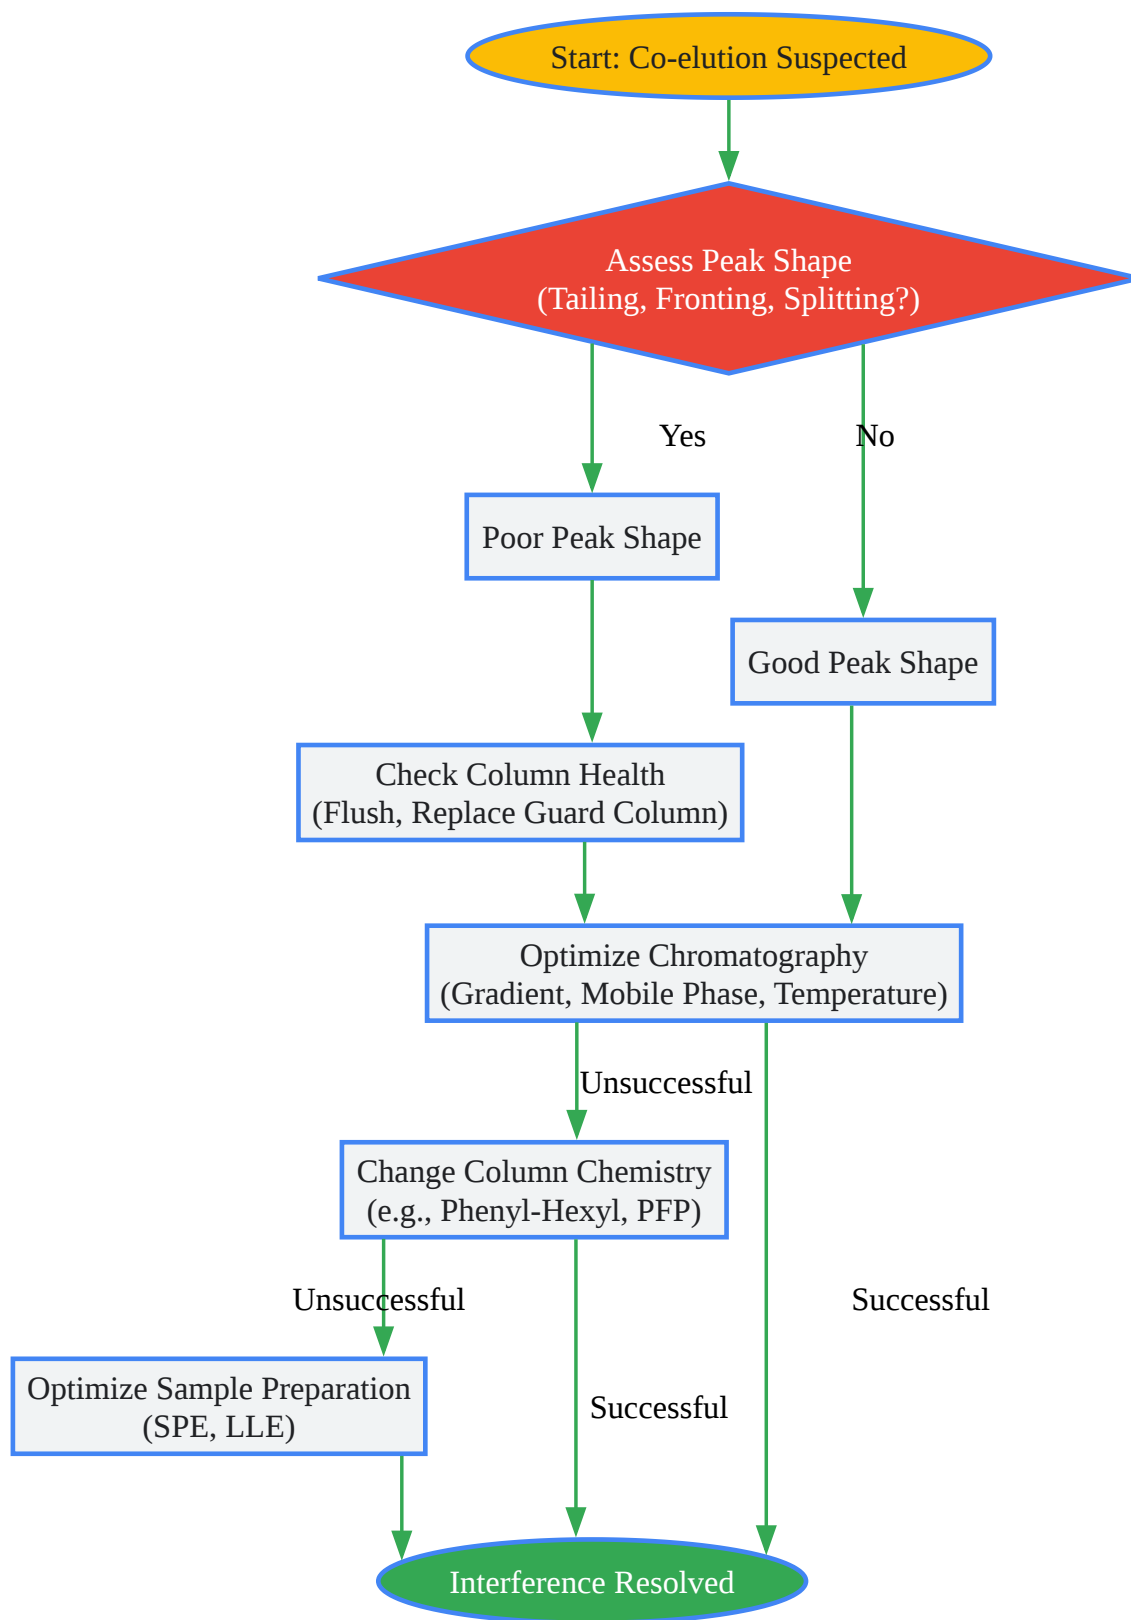 Start: Co-elution Suspected
Assess Peak Shape
(Tailing, Fronting, Splitting?)
Yes
No
Poor Peak Shape
Good Peak Shape
Check Column Health
(Flush, Replace Guard Column)
Optimize Chromatography
(Gradient, Mobile Phase, Temperature)
Unsuccessful
Change Column Chemistry
(e.g., Phenyl-Hexyl, PFP)
Unsuccessful
Successful
Optimize Sample Preparation
(SPE, LLE)
Successful
Interference Resolved